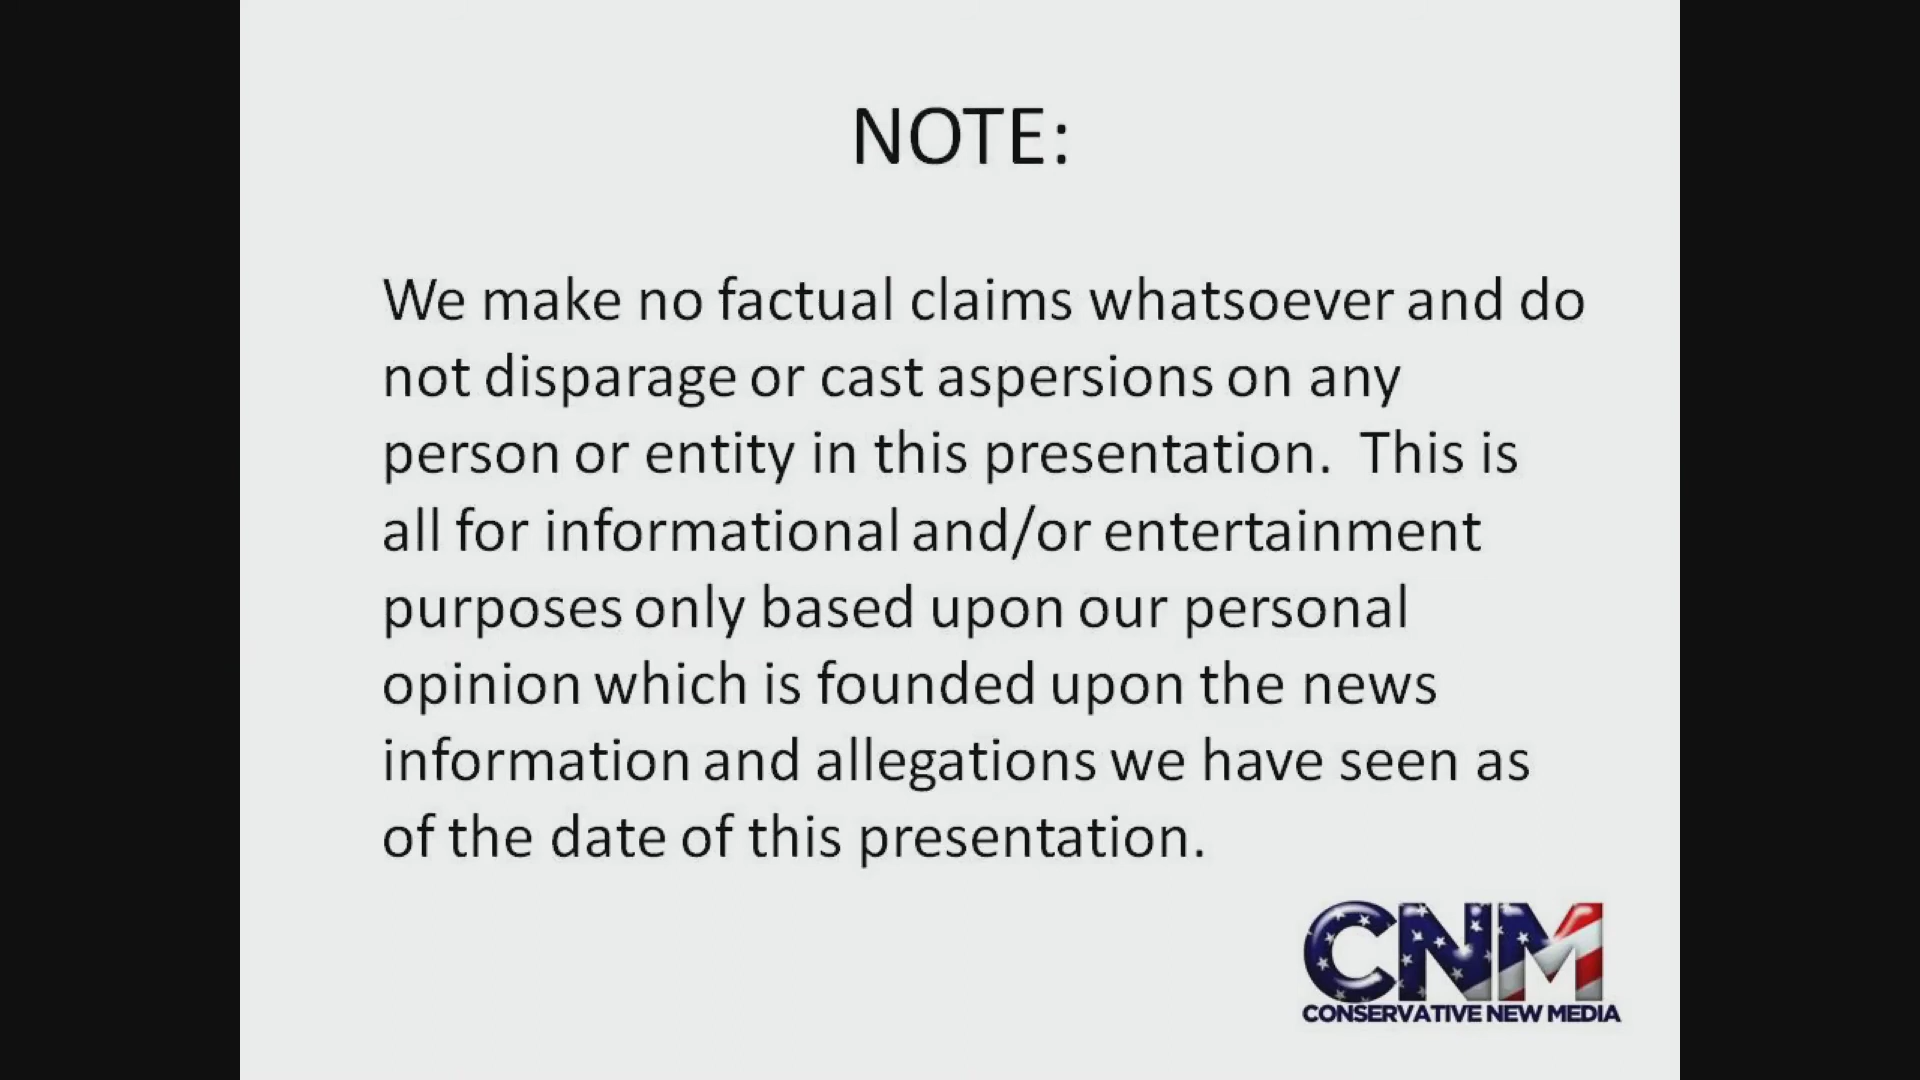 NOTE:
We make no factual claims whatsoever and do
not disparage or cast aspersions on any
person or entity in this presentation.  This is
all for informational and/or entertainment
purposes only based upon our personal
opinion which is founded upon the news
information and allegations we have seen as
of the date of this presentation.
CNM
CONSERVATIVE NEW MEDIA